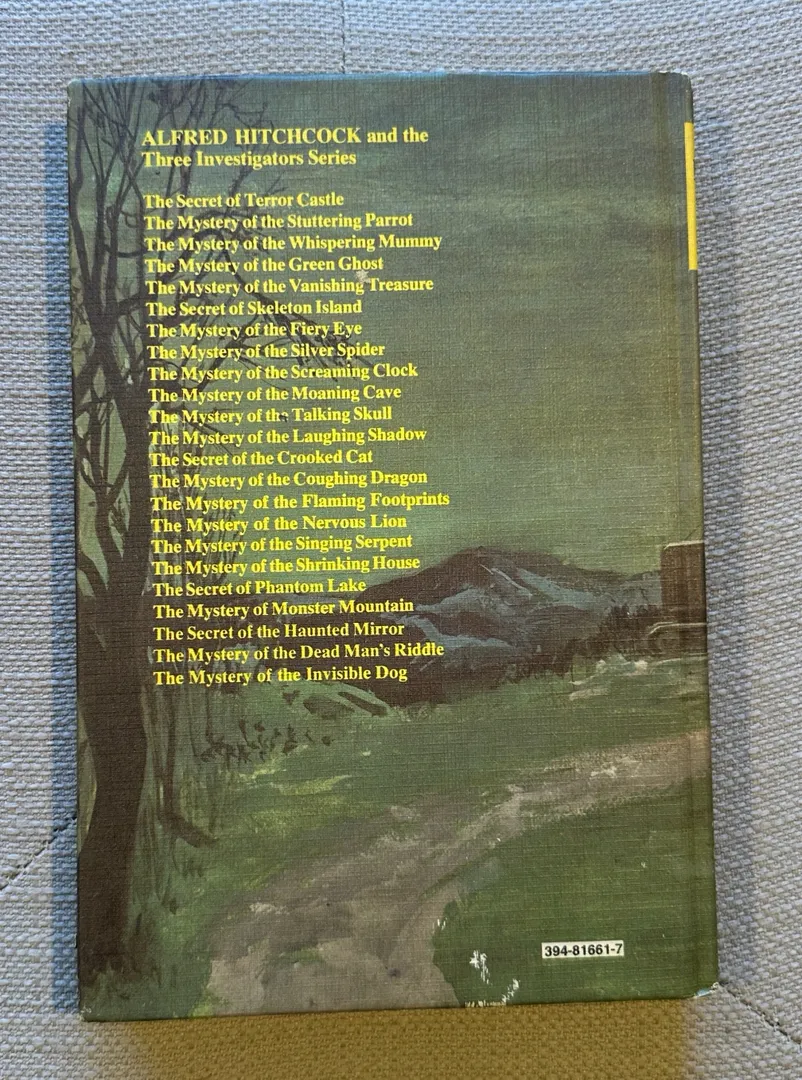 ALFRED HITCHCOCK and the
Three Investigators Series
The Secret of Terror Castle
The Mystery of the Stuttering Parrot
The Mystery of the Whispering Mummy
The Mystery of the Green Ghost
The Mystery of the Vanishing Treasure
The Secret of Skeleton Island
The Mystery of the Fiery Eye
The Mystery of the Silver Spider
The Mystery of the Screaming Clock
The Mystery of the Moaning Cave
The Mystery of the Talking Skull
The Mystery of the Laughing Shadow
The Secret of the Crooked Cat
The Mystery of the Coughing Dragon
The Mystery of the Flaming Footprints
The Mystery of the Nervous Lion
The Mystery of the Singing Serpent
The Mystery of the Shrinking House
The Secret of Phantom Lake
The Mystery of Monster Mountain
The Secret of the Haunted Mirror
The Mystery of the Dead Man's Riddle
The Mystery of the Invisible Dog
394-81661-7